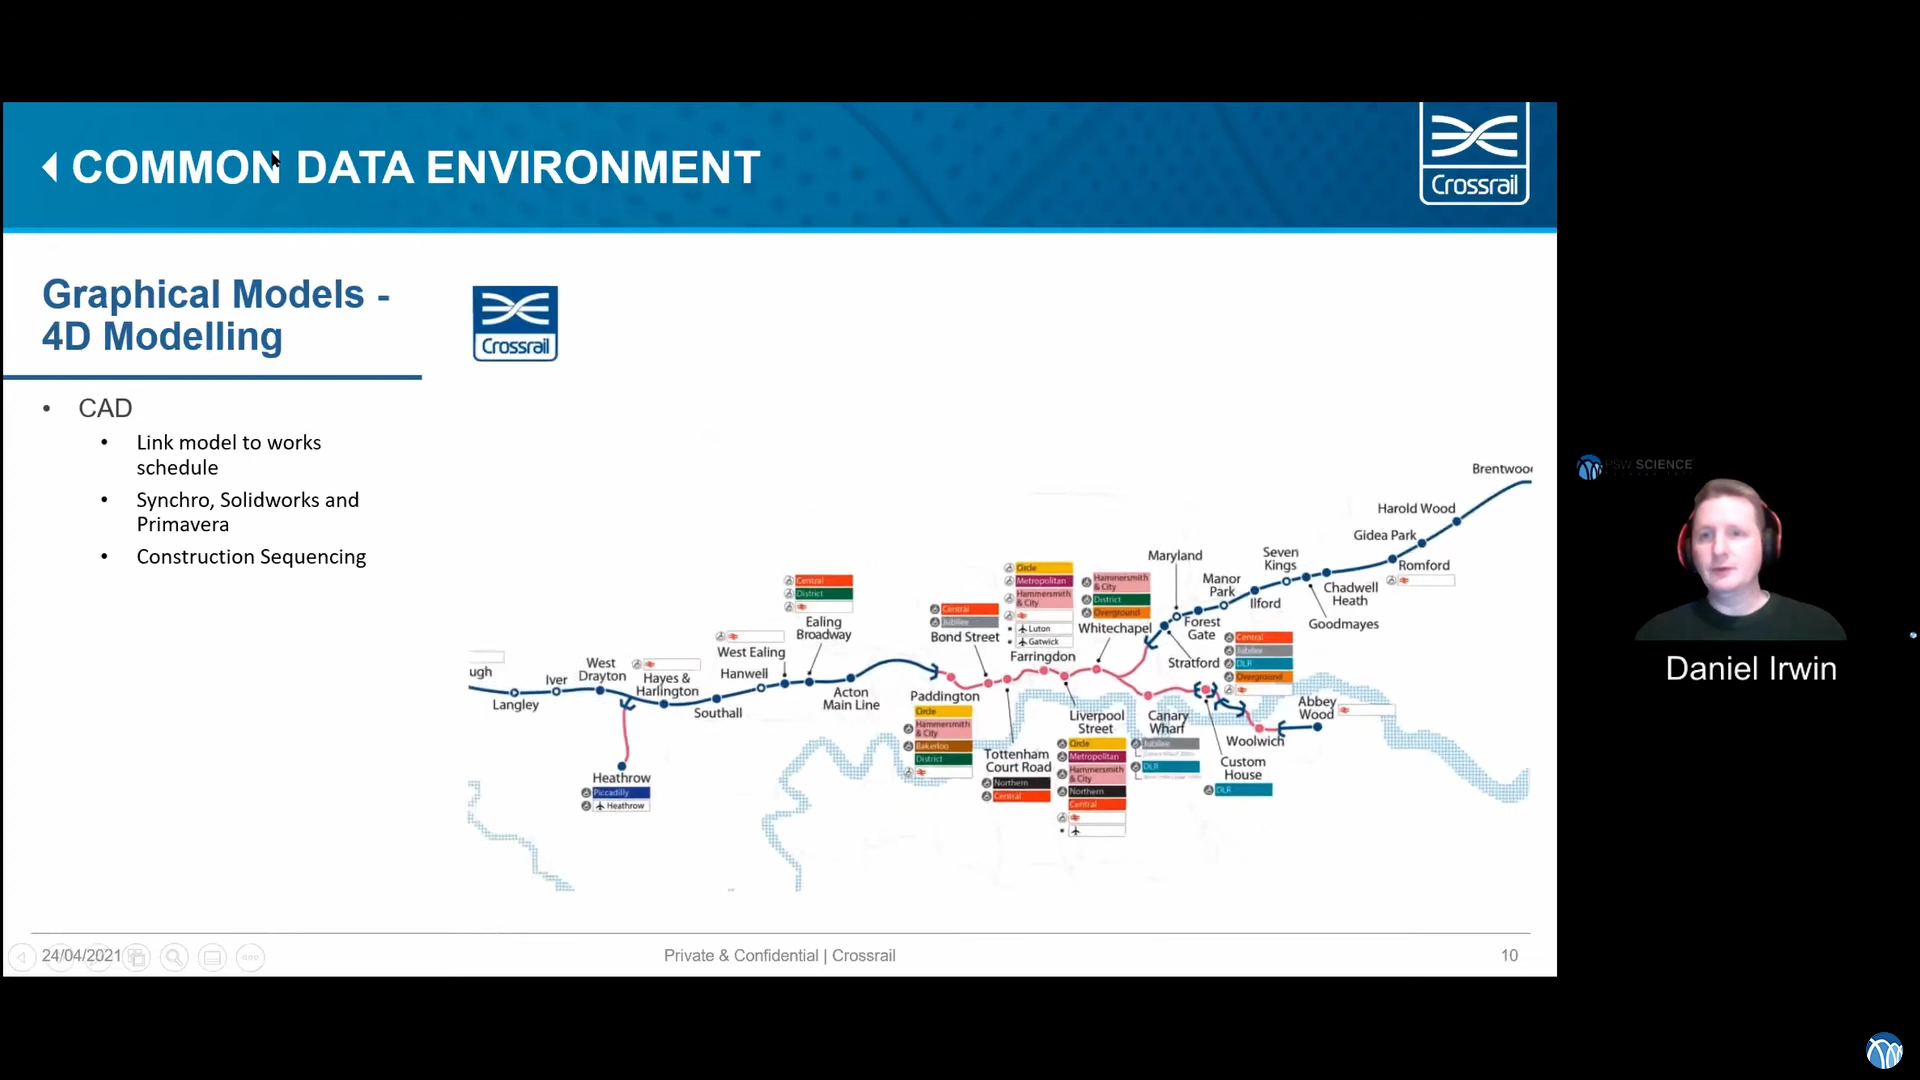 COMMON DATA ENVIRONMENT
Crossrail
Graphical Models -
4D Modelling
Crossrail
• CAD
• Link model to works
schedule
• Synchro, Solidworks and
Primavera
• Construction Sequencing
Brentwood
Harold Wood
Gidea Park
Romford
Maryland
Seven
Kings
Manor
Park
Ilford
Chadwell
Heath
Goodmayes
Forest
Gate
Stratford
Central
Jubilee
DLR
Overground
Hammersmith
& City
District
Overground
Whitechapel
Circle
Metropolitan
Hammersmith
& City
Luton
Gatwick
Farringdon
Central
Jubilee
Bond Street
Central
District
Ealing
Broadway
West Ealing
Hanwell
Acton
Main Line
Southall
Hayes &
Harlington
West
Drayton
Iver
Langley
ugh
Heathrow
Piccadilly
Heathrow
Paddington
Circle
Hammersmith
& City
Bakerloo
District
Tottenham
Court Road
Northern
Central
Liverpool
Street
Circle
Metropolitan
Hammersmith
& City
Northern
Central
Canary
Wharf
Jubilee
DLR
Custom
House
DLR
Woolwich
Abbey
Wood
PSW SCIENCE
Daniel Irwin
24/04/2021
Private & Confidential | Crossrail
10